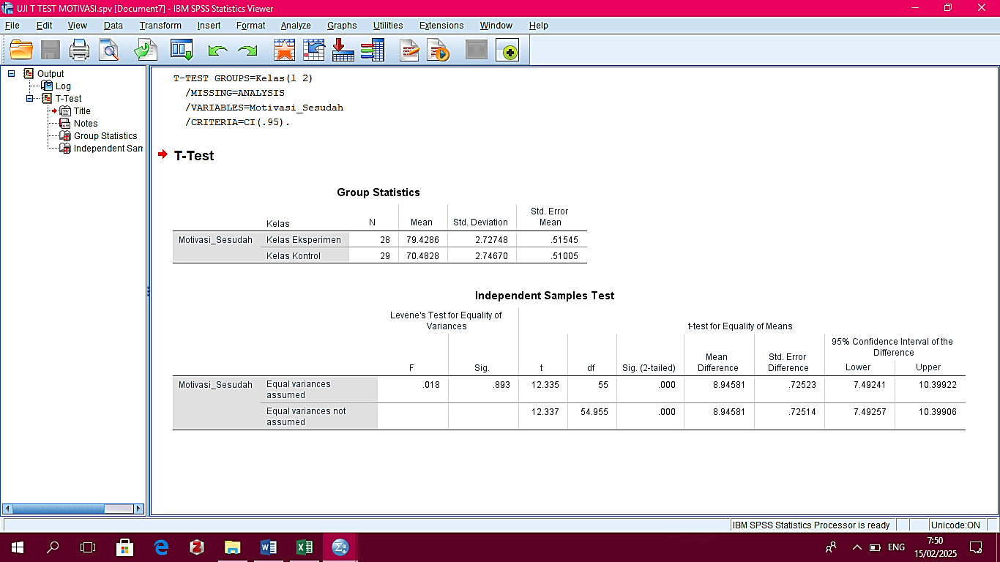 UJI T TEST MOTIVASI.spv [Document7] - IBM SPSS Statistics Viewer
File Edit View Data Transform Insert Format Analyze Graphs Utilities Extensions Window Help
Output
Log
T-Test
Title
Notes
Group Statistics
Independent Sam
T-TEST GROUPS=Kelas(1 2)
/MISSING=ANALYSIS
/VARIABLES=Motivasi_Sesudah
/CRITERIA=CI(.95).
T-Test
Group Statistics
Kelas N Mean Std. Deviation Std. Error Mean
Motivasi_Sesudah Kelas Eksperimen 28 79.4286 2.72748 .51545
Kelas Kontrol 29 70.4828 2.74670 .51005
Independent Samples Test
Levene's Test for Equality of Variances
t-test for Equality of Means
95% Confidence Interval of the Difference
F Sig. t df Sig. (2-tailed) Mean Difference Std. Error Difference Lower Upper
Motivasi_Sesudah Equal variances assumed .018 .893 12.335 55 .000 8.94581 .72523 7.49241 10.39922
Equal variances not assumed 12.337 54.955 .000 8.94581 .72514 7.49257 10.39906
IBM SPSS Statistics Processor is ready Unicode:ON
ENG
7:50
15/02/2025